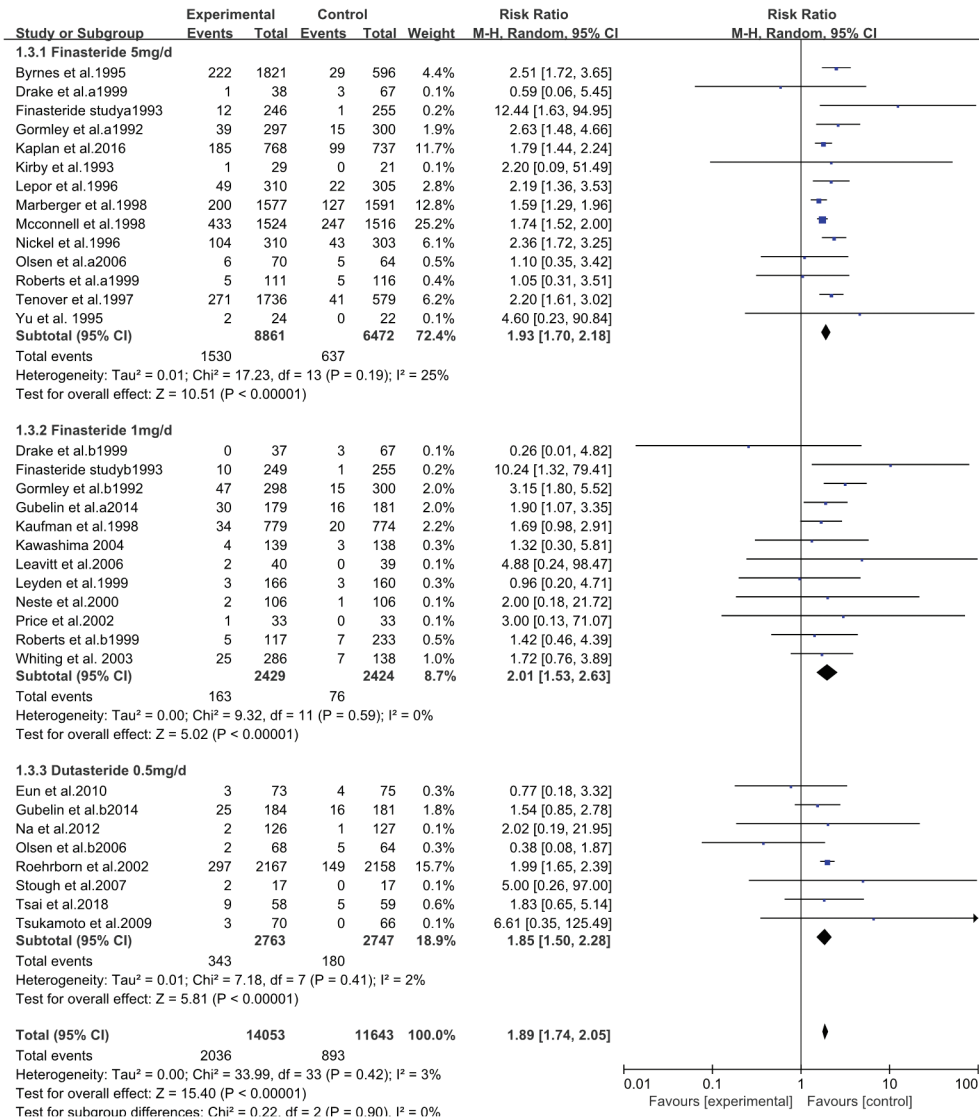 Experimental Control Risk Ratio Risk Ratio
Study or Subgroup Events Total Events Total Weight M-H, Random, 95% CI M-H, Random, 95% CI
1.3.1 Finasteride 5mg/d
Byrnes et al.1995 222 1821 29 596 4.4% 2.51 [1.72, 3.65]
Drake et al.a1999 1 38 3 67 0.1% 0.59 [0.06, 5.45]
Finasteride studya1993 12 246 1 255 0.2% 12.44 [1.63, 94.95]
Gormley et al.a1992 39 297 15 300 1.9% 2.63 [1.48, 4.66]
Kaplan et.2016 185 768 99 737 11.7% 1.79 [1.44, 2.24]
Kirby et al.1993 1 29 0 21 0.1% 2.20 [0.09, 51.49]
Lepor et al.1996 49 310 22 305 2.8% 2.19 [1.36, 3.53]
Marberger et.1998 200 1577 127 1591 12.8% 1.59 [1.29, 1.96]
Mcconnell et al.1998 433 1524 247 1516 25.2% 1.74 [1.52, 2.00]
Nickel et al.1996 104 310 43 303 6.1% 2.36 [1.72, 3.25]
Olsen et al.a2006 6 70 5 64 0.5% 1.10 [0.35, 3.42]
Roberts et al.a1999 5 111 5 116 0.4% 1.05 [0.31, 3.51]
Tenover et al.1997 271 1736 41 579 6.2% 2.20 [1.61, 3.02]
Yu et al. 1995 2 24 0 22 0.1% 4.60 [0.23, 90.84]
Subtotal (95% CI) 8861 6472 72.4% 1.93 [1.70, 2.18]
Total events 1530 637
Heterogeneity: Tau² = 0.01; Chi² = 17.23, df = 13 (P = 0.19); I² = 25%
Test for overall effect: Z = 10.51 (P < 0.00001)
1.3.2 Finasteride 1mg/d
Drake et al.b1999 0 37 3 67 0.1% 0.26 [0.01, 4.82]
Finasteride studyb1993 10 249 1 255 0.2% 10.24 [1.32, 79.41]
Gormley et al.b1992 47 298 15 300 2.0% 3.15 [1.80, 5.52]
Gubelin et al.a2014 30 179 16 181 2.0% 1.90 [1.07, 3.35]
Kaufman et al.1998 34 779 20 774 2.2% 1.69 [0.98, 2.91]
Kawashima 2004 4 139 3 138 0.3% 1.32 [0.30, 5.81]
Leavitt et al.2006 2 40 0 39 0.1% 4.88 [0.24, 98.47]
Leyden et al.1999 3 166 3 160 0.3% 0.96 [0.20, 4.71]
Neste et al.2000 2 106 1 106 0.1% 2.00 [0.18, 21.72]
Price et al.2002 1 33 0 33 0.1% 3.00 [0.13, 71.07]
Roberts et al.b1999 5 117 7 233 0.5% 1.42 [0.46, 4.39]
Whiting et al. 2003 25 286 7 138 1.0% 1.72 [0.76, 3.89]
Subtotal (95% CI) 2429 2424 8.7% 2.01 [1.53, 2.63]
Total events 163 76
Heterogeneity: Tau² = 0.00; Chi² = 9.32, df = 11 (P = 0.59); I² = 0%
Test for overall effect: Z = 5.02 (P < 0.00001)
1.3.3 Dutasteride 0.5mg/d
Eun et al.2010 3 73 4 75 0.3% 0.77 [0.18, 3.32]
Gubelin et al.b2014 25 184 16 181 1.8% 1.54 [0.85, 2.78]
Na et al.2012 2 126 1 127 0.1% 2.02 [0.19, 21.95]
Olsen et al.b2006 2 68 5 64 0.3% 0.38 [0.08, 1.87]
Roehrborn et al.2002 297 2167 149 2158 15.7% 1.99 [1.65, 2.39]
Stough et al.2007 2 17 0 17 0.1% 5.00 [0.26, 97.00]
Tsai et al.2018 9 58 5 59 0.6% 1.83 [0.65, 5.14]
Tsukamoto et al.2009 3 70 0 66 0.1% 6.61 [0.35, 125.49]
Subtotal (95% CI) 2763 2747 18.9% 1.85 [1.50, 2.28]
Total events 343 180
Heterogeneity: Tau² = 0.01; Chi² = 7.18, df = 7 (P = 0.41); I² = 2%
Test for overall effect: Z = 5.81 (P < 0.00001)
Total (95% CI) 14053 11643 100.0% 1.89 [1.74, 2.05]
Total events 2036 893
Heterogeneity: Tau² = 0.00; Chi² = 33.99, df = 33 (P = 0.42); I² = 3%
Test for overall effect: Z = 15.40 (P < 0.00001)
Test for subgroup differences: Chi² = 0.22, df = 2 (P = 0.90), I² = 0%
0.01 0.1 1 10 100
Favours [experimental] Favours [control]